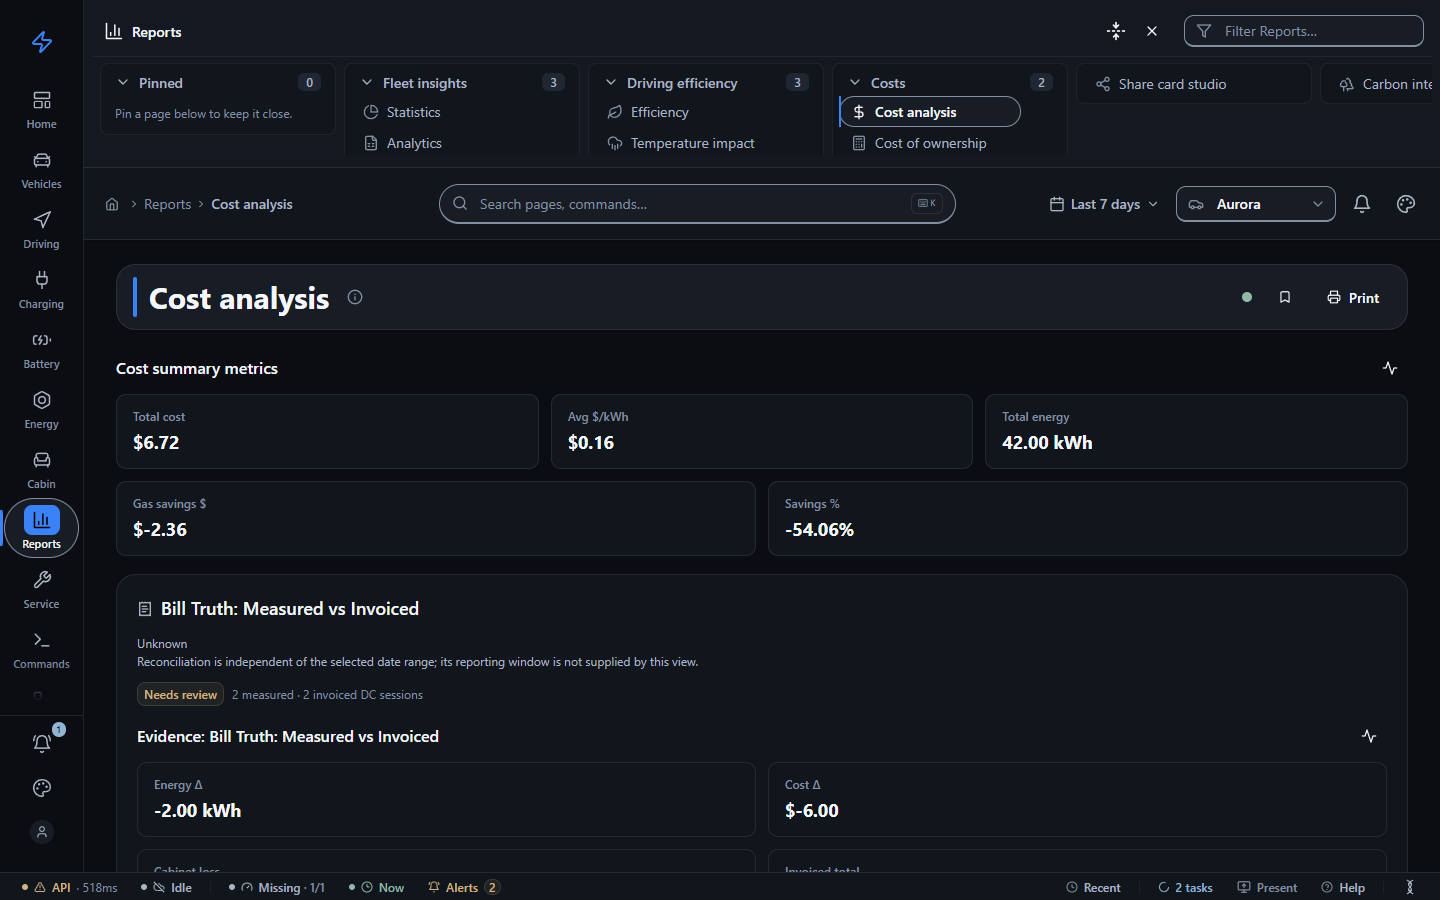 Reports
Filter Reports...
Pinned 0
Pin a page below to keep it close.
Fleet insights 3
Statistics
Analytics
Driving efficiency 3
Efficiency
Temperature impact
Costs 2
Cost analysis
Cost of ownership
Share card studio
Carbon inte
Home
Vehicles
Driving
Charging
Battery
Energy
Cabin
Reports
Service
Commands
1
Reports
Cost analysis
Search pages, commands...
K
Last 7 days
Aurora
Cost analysis
Print
Cost summary metrics
Total cost
$6.72
Avg $/kWh
$0.16
Total energy
42.00 kWh
Gas savings $
$-2.36
Savings %
-54.06%
Bill Truth: Measured vs Invoiced
Unknown
Reconciliation is independent of the selected date range; its reporting window is not supplied by this view.
Needs review 2 measured · 2 invoiced DC sessions
Evidence: Bill Truth: Measured vs Invoiced
Energy Δ
-2.00 kWh
Cost Δ
$-6.00
Cabinet loss
Invoiced total
API · 518ms
Idle
Missing · 1/1
Now
Alerts 2
Recent
2 tasks
Present
Help